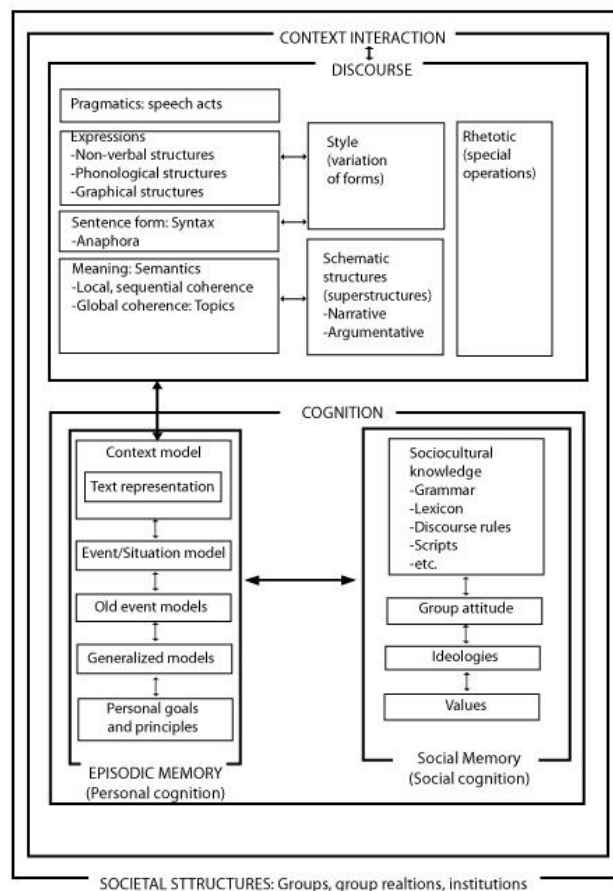 CONTEXT INTERACTION
DISCOURSE
Pragmatics: speech acts
Expressions
-Non-verbal structures
-Phonological structures
-Graphical structures
Style
(variation
of forms)
Rhetotic
(special
operations)
Sentence form: Syntax
-Anaphora
Meaning: Semantics
-Local, sequential coherence
-Global coherence: Topics
Schematic
structures
(superstructures)
-Narrative
-Argumentative
COGNITION
Context model
Text representation
Event/Situation model
Old event models
Generalized models
Personal goals
and principles
EPISODIC MEMORY
(Personal cognition)
Sociocultural
knowledge
-Grammar
-Lexicon
-Discourse rules
-Scripts
-etc.
Group attitude
Ideologies
Values
Social Memory
(Social cognition)
SOCIETAL STTRUCTURES: Groups, group realtions, institutions